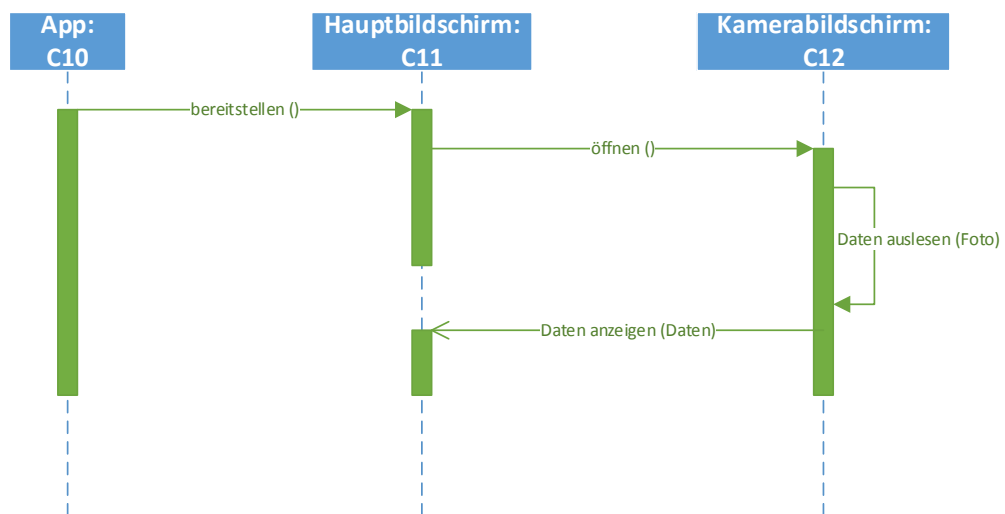 App:
C10
Hauptbildschirm:
C11
Kamerabildschirm:
C12
bereitstellen ()
öffnen ()
Daten auslesen (Foto)
Daten anzeigen (Daten)